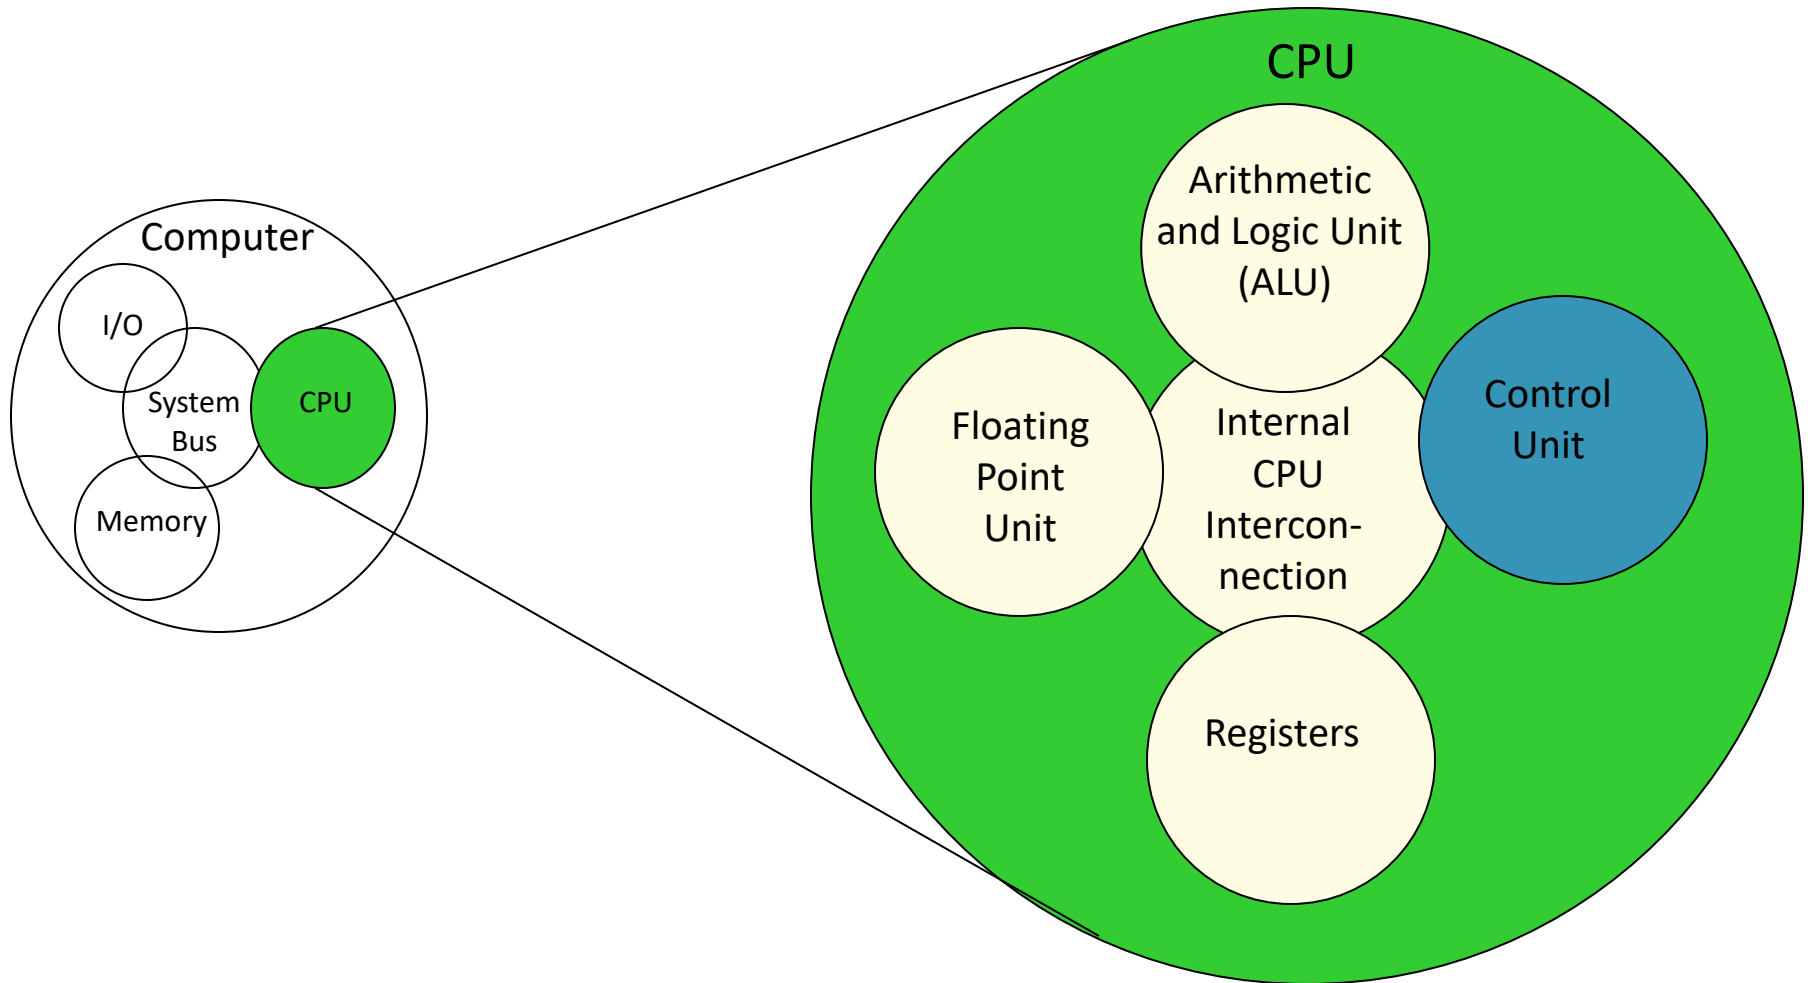 Computer
I/O
System
Bus
CPU
Memory
CPU
Arithmetic
and Logic Unit
(ALU)
Floating
Point
Unit
Internal
CPU
Intercon-
nection
Control
Unit
Registers